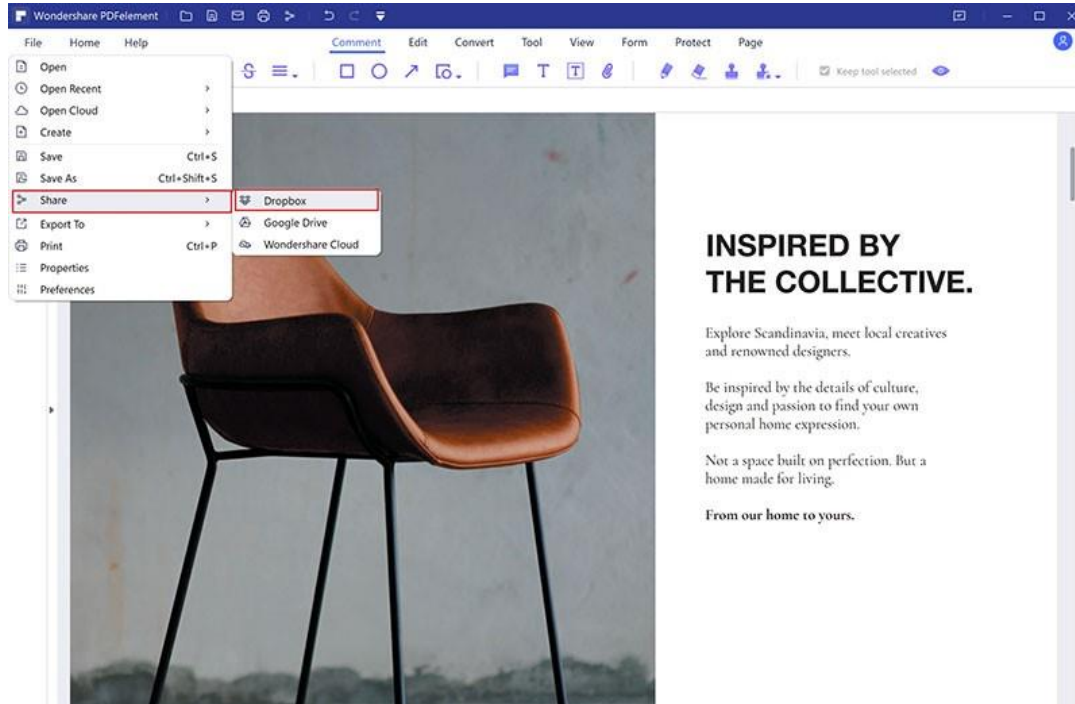 Wondershare PDFelement
File Home Help Comment Edit Convert Tool View Form Protect Page
Keep tool selected
Open
Open Recent
Open Cloud
Create
Save Ctrl+S
Save As Ctrl+Shift+S
Share
Export To
Print Ctrl+P
Properties
Preferences
Dropbox
Google Drive
Wondershare Cloud
INSPIRED BY
THE COLLECTIVE.
Explore Scandinavia, meet local creatives
and renowned designers.
Be inspired by the details of culture,
design and passion to find your own
personal home expression.
Not a space built on perfection. But a
home made for living.
From our home to yours.